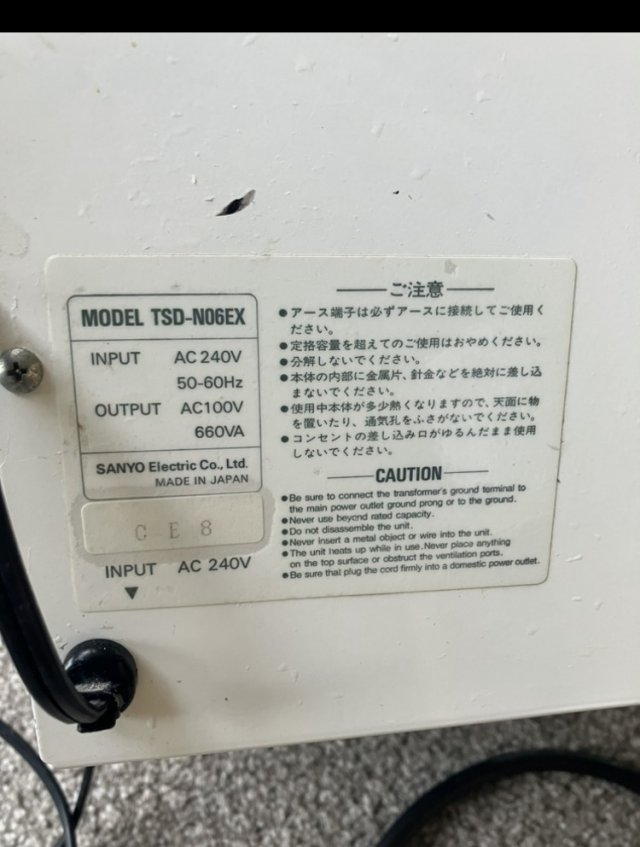 MODEL TSD-N06EX
INPUT AC 240V
50-60Hz
OUTPUT AC100V
660VA
SANYO Electric Co., Ltd.
MADE IN JAPAN
C E 8
INPUT AC 240V
ご注意
●アース端子は必ずアースに接続してご使用く
ださい。
●定格容量を超えてのご使用はおやめください。
●分解しないでください。
●本体の内部に金属片、針金などを絶対に差し込
まないでください。
●使用中本体が多少熱くなりますので、天面に物
を置いたり、通気孔をふさがないでください。
●コンセントの差し込み口がゆるんだまま使用
しないでください。
CAUTION
●Be sure to connect the transformer's ground terminal to
the main power outlet ground prong or to the ground.
●Never use beyond rated capacity.
●Do not disassemble the unit.
●Never insert a metal object or wire into the unit.
●The unit heats up while in use. Never place anything
on the top surface or obstruct the ventilation ports.
●Be sure that plug the cord firmly into a domestic power outlet.